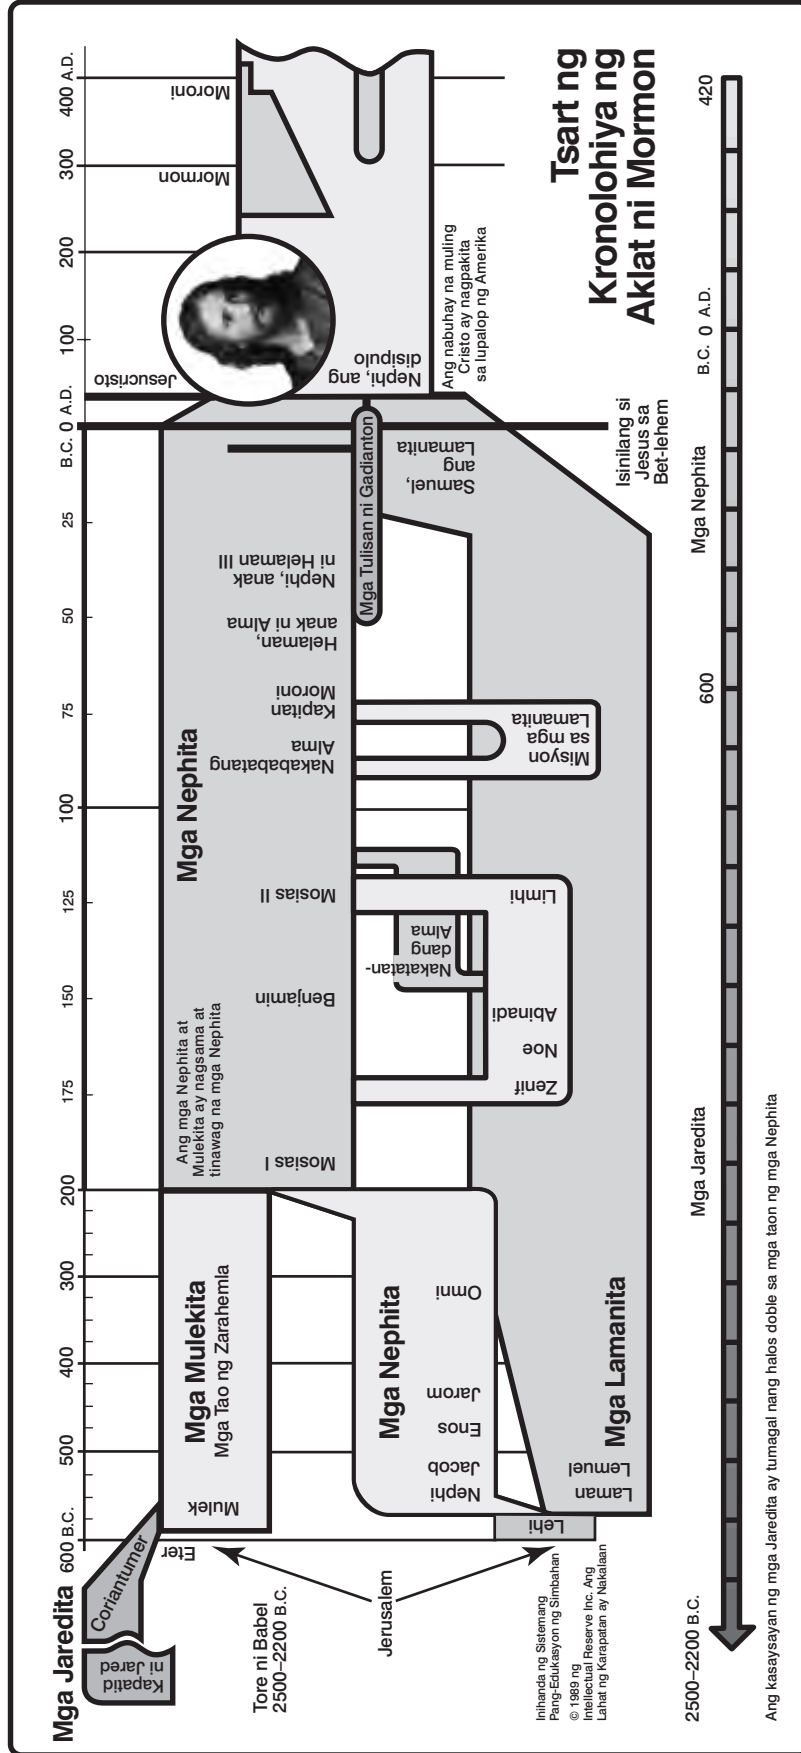 Tsart ng
Kronolohiya ng
Aklat ni Mormon
600 B.C.
500
400
300
200
175
150
125
100
75
50
25
B.C. 0 A.D.
100
200
300
400 A.D.
Mga Jaredita
Kapatid
ni Jared
Coriantumer
Eter
Tore ni Babel
2500–2200 B.C.
Jerusalem
Mga Mulekita
Mga Tao ng Zarahemla
Mulek
Ang mga Nephita at
Mulekita ay nagsama at
tinawag na mga Nephita
Mga Nephita
Mosias I
Benjamin
Mosias II
Nakababatang
Alma
Kapitan
Moroni
Helaman,
anak ni Alma
Nephi, anak
ni Helaman III
Jesucristo
Nephi, ang
disipulo
Mormon
Moroni
Mga Nephita
Nephi
Jacob
Enos
Jarom
Omni
Nakatatan-
dang
Alma
Mga Tulisan ni Gadianton
Samuel,
ang
Lamanita
Ang nabuhay na muling
Cristo ay nagpakita
sa lupalop ng Amerika
Lehi
Laman
Lemuel
Mga Lamanita
Zenif
Noe
Abinadi
Limhi
Misyon
sa mga
Lamanita
Isinilang si
Jesus sa
Bet-lehem
Inihanda ng Sistemang
Pang-Edukasyon ng Simbahan
© 1989 ng
Intellectual Reserve Inc. Ang
Lahat ng Karapatan ay Nakalaan
2500–2200 B.C.
Mga Jaredita
600
Mga Nephita
B.C. 0 A.D.
420
Ang kasaysayan ng mga Jaredita ay tumagal nang halos doble sa mga taon ng mga Nephita